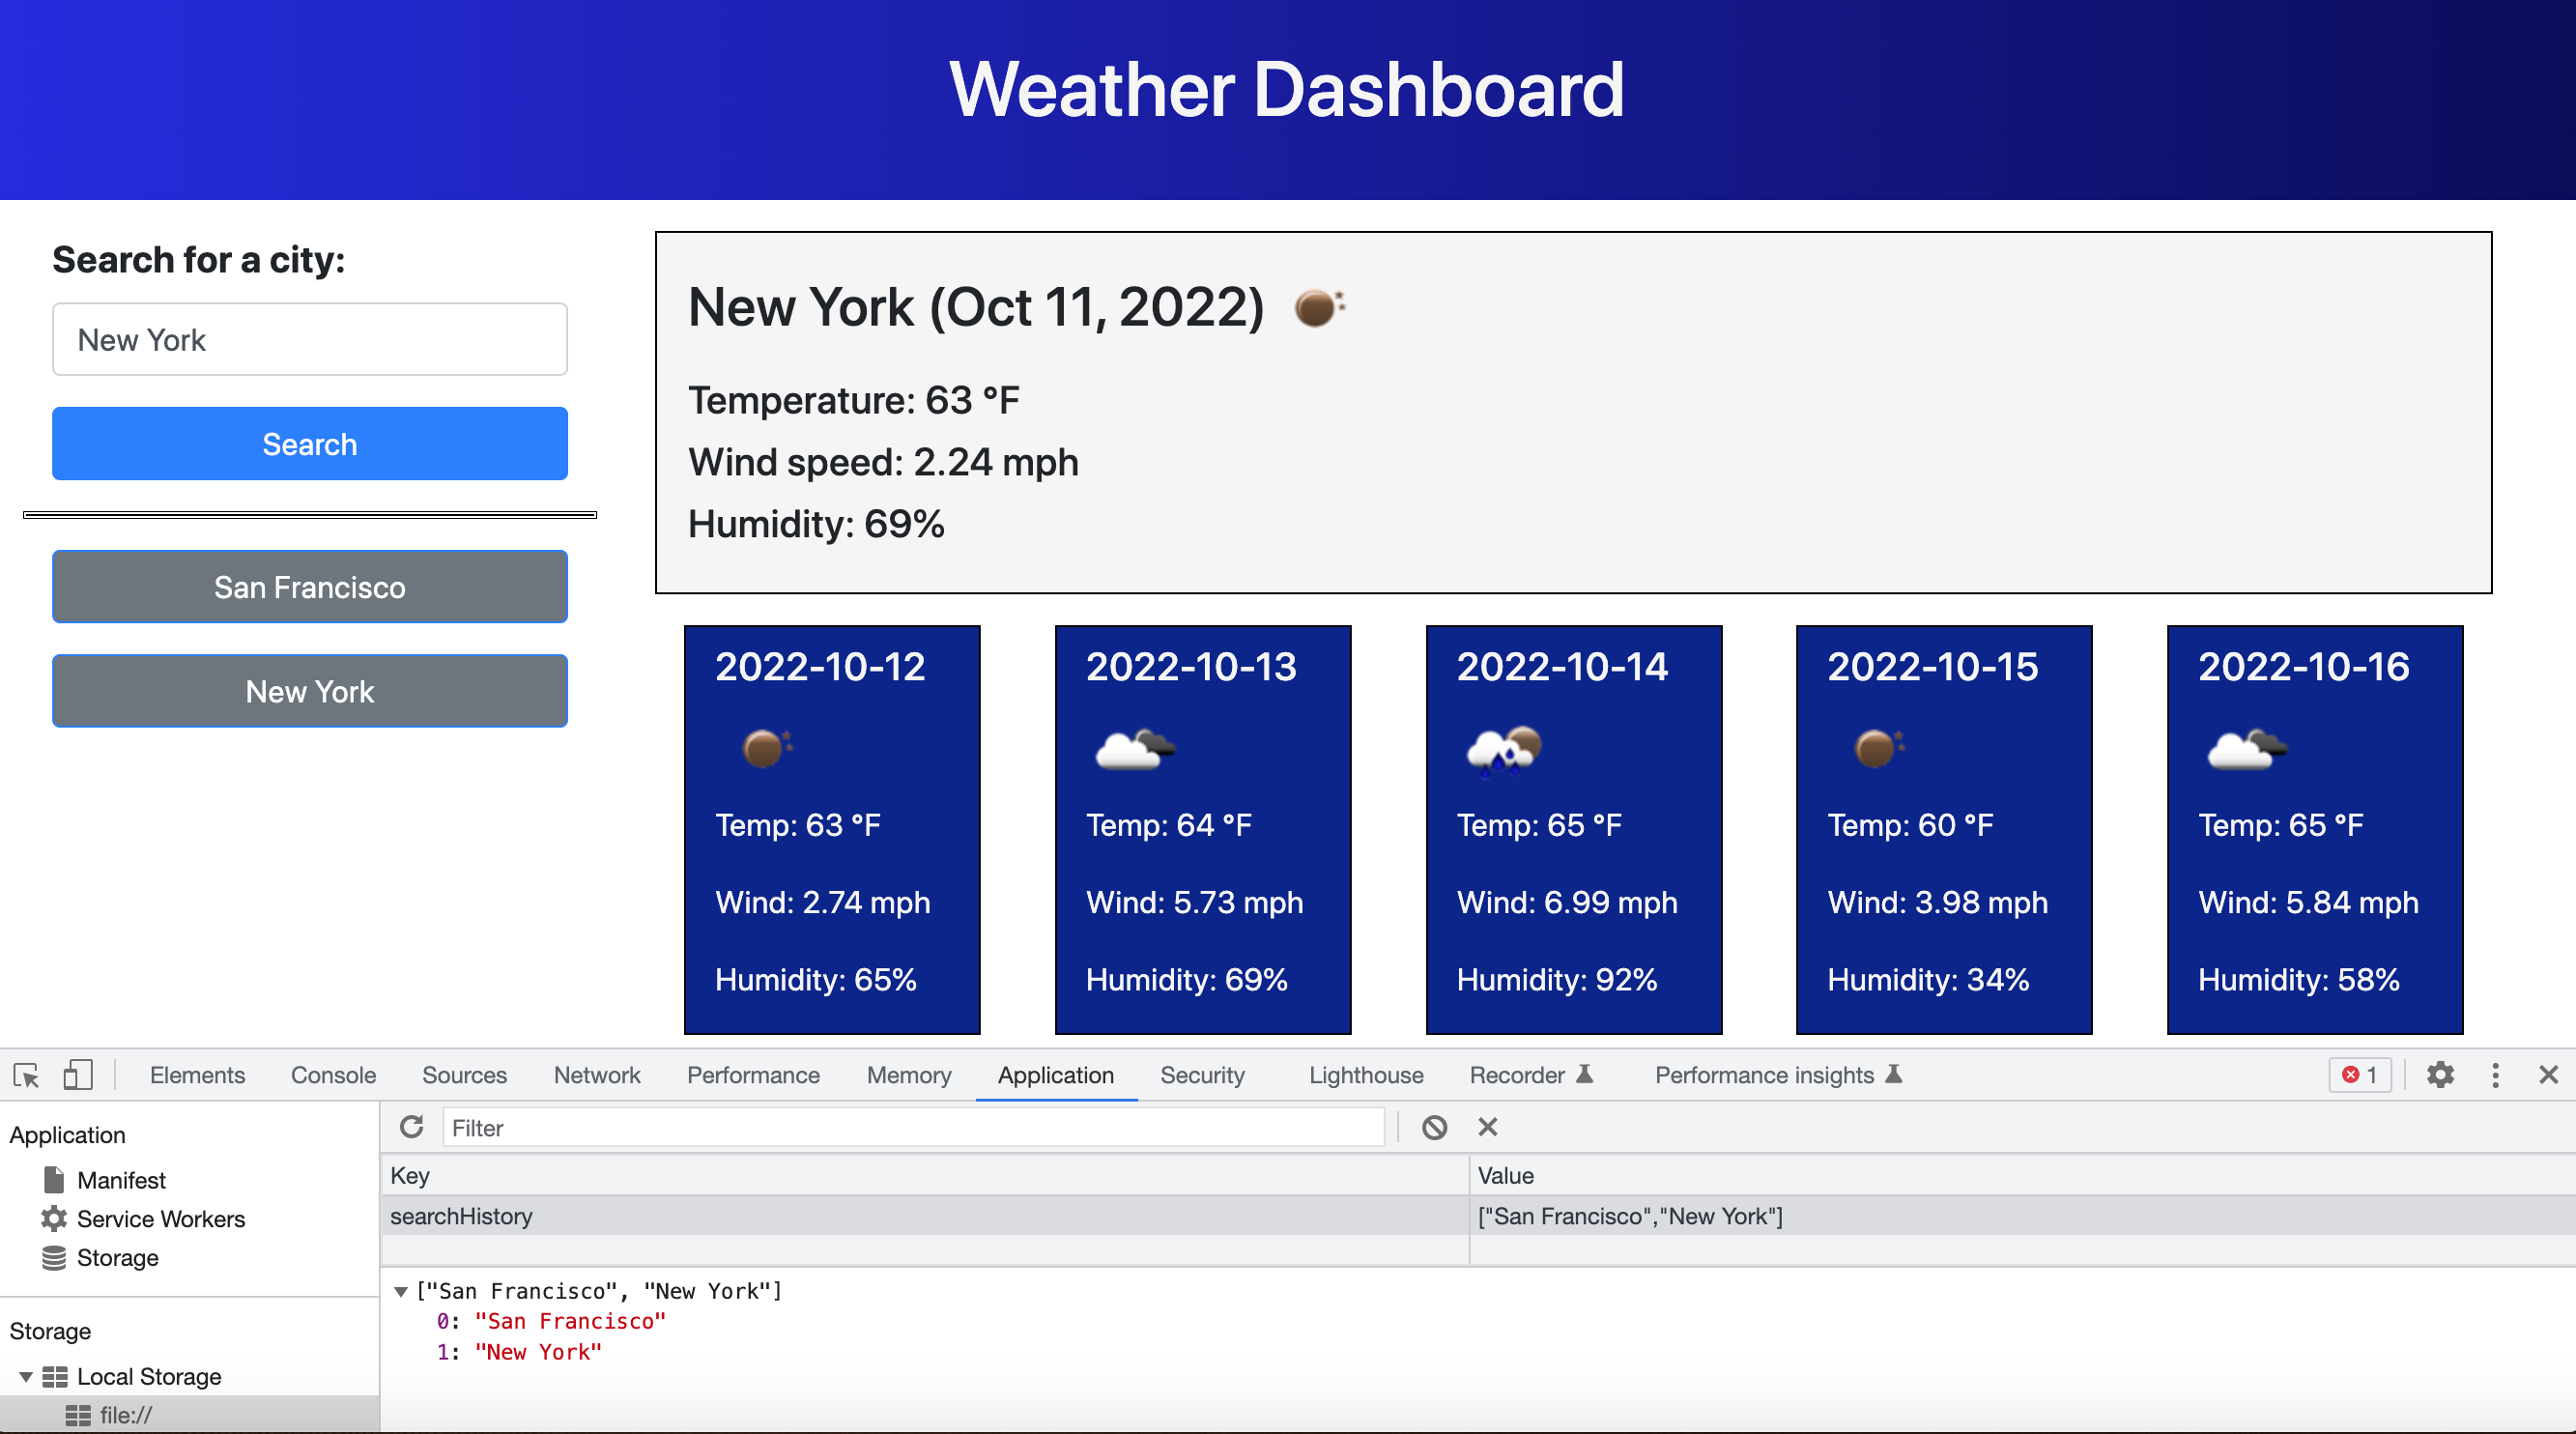 Weather Dashboard
Search for a city:
New York
Search
San Francisco
New York
New York (Oct 11, 2022)
Temperature: 63 °F
Wind speed: 2.24 mph
Humidity: 69%
2022-10-12
Temp: 63 °F
Wind: 2.74 mph
Humidity: 65%
2022-10-13
Temp: 64 °F
Wind: 5.73 mph
Humidity: 69%
2022-10-14
Temp: 65 °F
Wind: 6.99 mph
Humidity: 92%
2022-10-15
Temp: 60 °F
Wind: 3.98 mph
Humidity: 34%
2022-10-16
Temp: 65 °F
Wind: 5.84 mph
Humidity: 58%
Elements Console Sources Network Performance Memory Application Security Lighthouse Recorder Performance insights 1
Application
Manifest
Service Workers
Storage
Storage
Local Storage
file://
Filter
Key Value
searchHistory ["San Francisco","New York"]
["San Francisco", "New York"]
0: "San Francisco"
1: "New York"